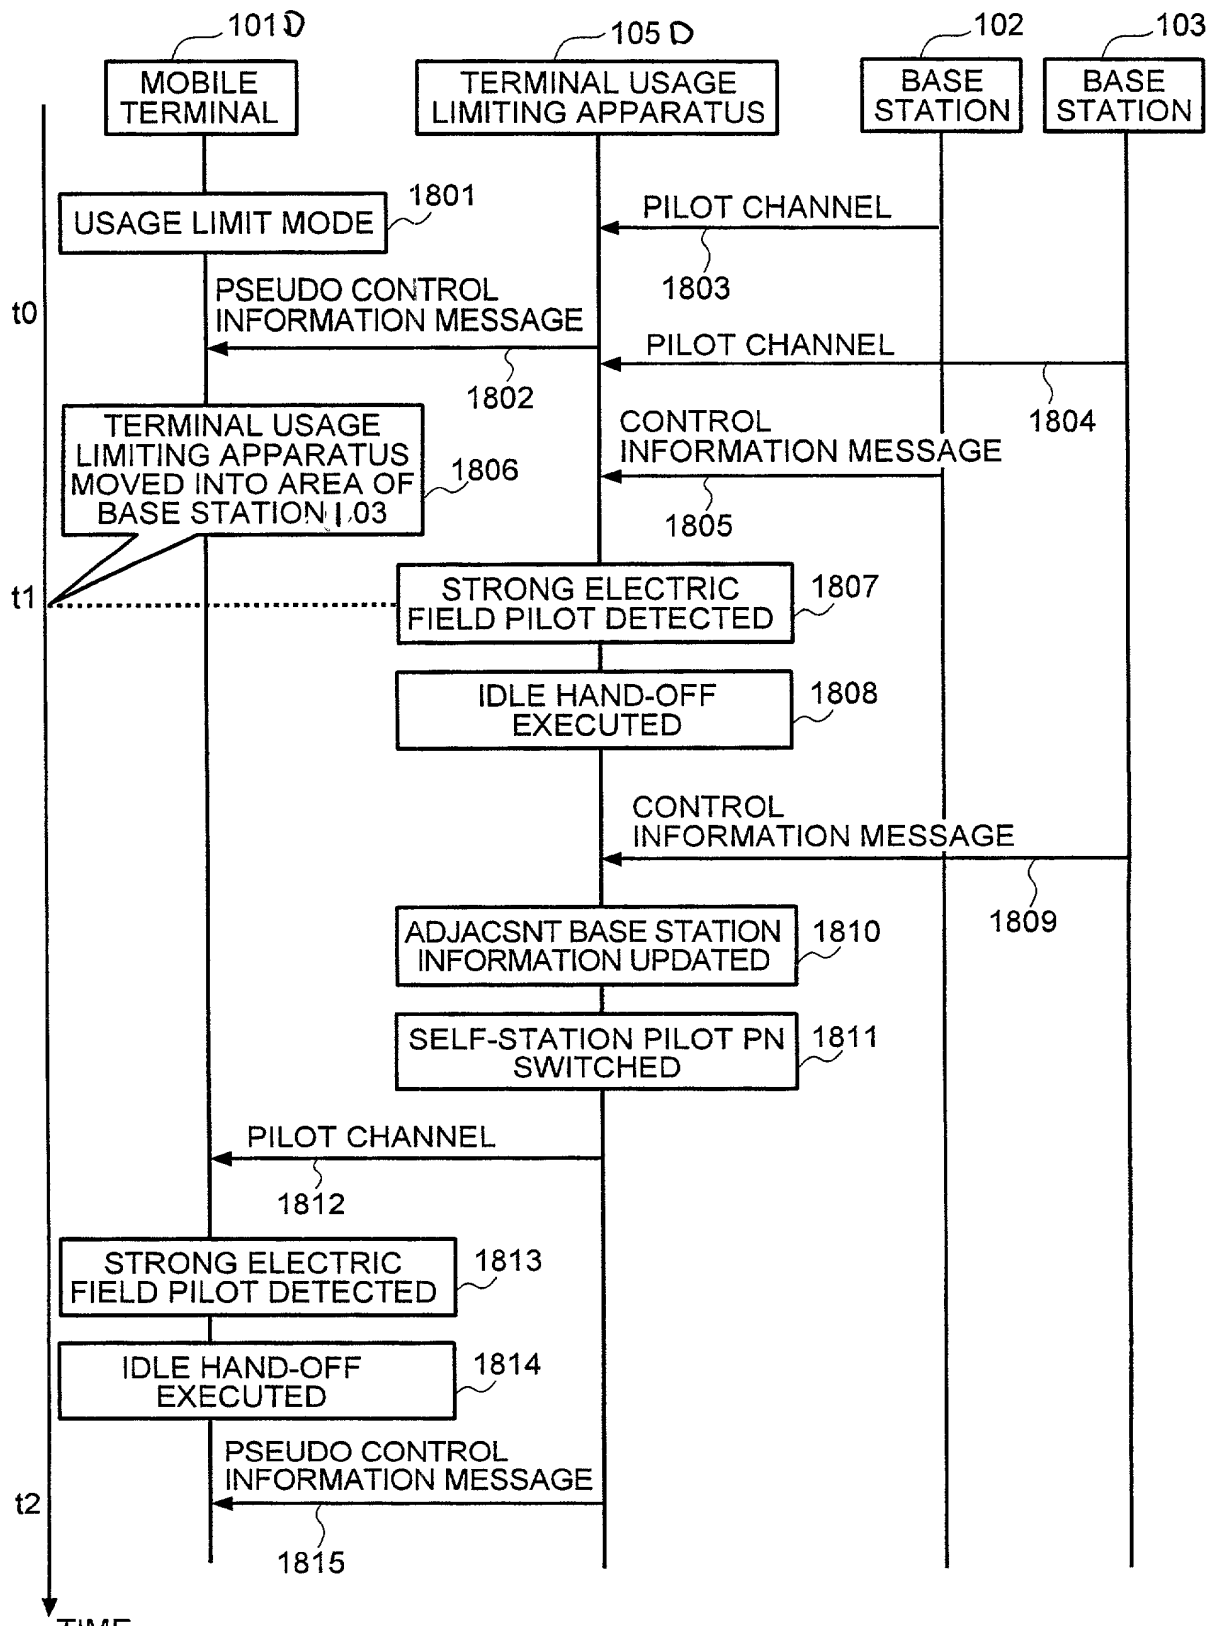 101D
105D
102
103
MOBILE
TERMINAL
TERMINAL USAGE
LIMITING APPARATUS
BASE
STATION
BASE
STATION
USAGE LIMIT MODE
1801
PILOT CHANNEL
1803
t0
PSEUDO CONTROL
INFORMATION MESSAGE
1802
PILOT CHANNEL
1804
TERMINAL USAGE
LIMITING APPARATUS
MOVED INTO AREA OF
BASE STATION 103
1806
CONTROL
INFORMATION MESSAGE
1805
t1
STRONG ELECTRIC
FIELD PILOT DETECTED
1807
IDLE HAND-OFF
EXECUTED
1808
CONTROL
INFORMATION MESSAGE
1809
ADJACSNT BASE STATION
INFORMATION UPDATED
1810
SELF-STATION PILOT PN
SWITCHED
1811
PILOT CHANNEL
1812
STRONG ELECTRIC
FIELD PILOT DETECTED
1813
IDLE HAND-OFF
EXECUTED
1814
PSEUDO CONTROL
INFORMATION MESSAGE
t2
1815
TIME